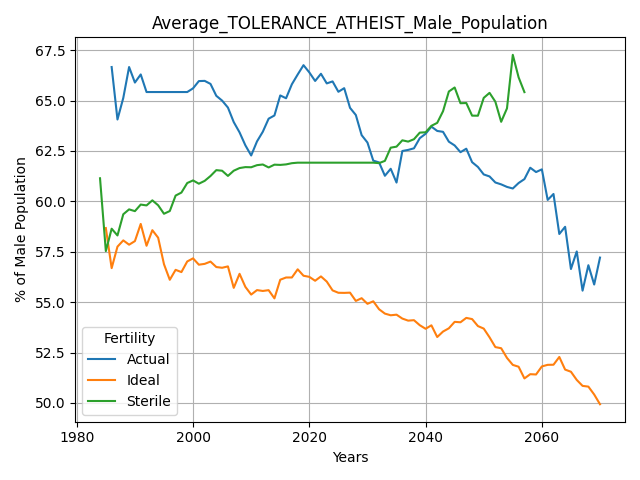 Average_TOLERANCE_ATHEIST_Male_Population
% of Male Population
67.5
65.0
62.5
60.0
57.5
55.0
52.5
50.0
Fertility
Actual
Ideal
Sterile
1980
2000
2020
2040
2060
Years